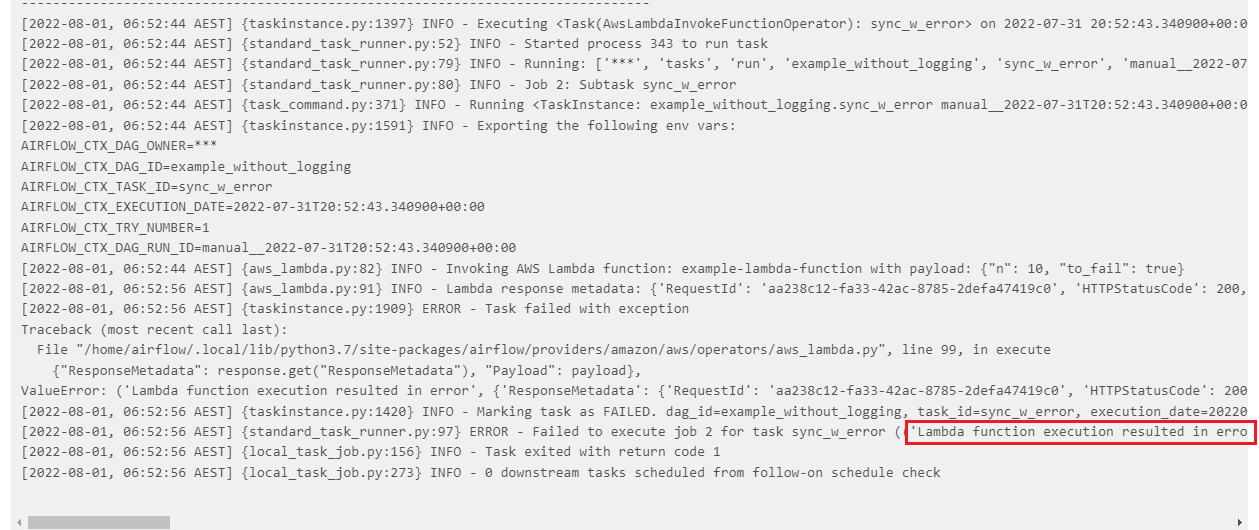 --------------------------------------------------------------------------------
[2022-08-01, 06:52:44 AEST] {taskinstance.py:1397} INFO - Executing <Task(AwsLambdaInvokeFunctionOperator): sync_w_error> on 2022-07-31 20:52:43.340900+00:0
[2022-08-01, 06:52:44 AEST] {standard_task_runner.py:52} INFO - Started process 343 to run task
[2022-08-01, 06:52:44 AEST] {standard_task_runner.py:79} INFO - Running: ['***', 'tasks', 'run', 'example_without_logging', 'sync_w_error', 'manual__2022-07
[2022-08-01, 06:52:44 AEST] {standard_task_runner.py:80} INFO - Job 2: Subtask sync_w_error
[2022-08-01, 06:52:44 AEST] {task_command.py:371} INFO - Running <TaskInstance: example_without_logging.sync_w_error manual__2022-07-31T20:52:43.340900+00:0
[2022-08-01, 06:52:44 AEST] {taskinstance.py:1591} INFO - Exporting the following env vars:
AIRFLOW_CTX_DAG_OWNER=***
AIRFLOW_CTX_DAG_ID=example_without_logging
AIRFLOW_CTX_TASK_ID=sync_w_error
AIRFLOW_CTX_EXECUTION_DATE=2022-07-31T20:52:43.340900+00:00
AIRFLOW_CTX_TRY_NUMBER=1
AIRFLOW_CTX_DAG_RUN_ID=manual__2022-07-31T20:52:43.340900+00:00
[2022-08-01, 06:52:44 AEST] {aws_lambda.py:82} INFO - Invoking AWS Lambda function: example-lambda-function with payload: {"n": 10, "to_fail": true}
[2022-08-01, 06:52:56 AEST] {aws_lambda.py:91} INFO - Lambda response metadata: {'RequestId': 'aa238c12-fa33-42ac-8785-2defa47419c0', 'HTTPStatusCode': 200,
[2022-08-01, 06:52:56 AEST] {taskinstance.py:1909} ERROR - Task failed with exception
Traceback (most recent call last):
  File "/home/airflow/.local/lib/python3.7/site-packages/airflow/providers/amazon/aws/operators/aws_lambda.py", line 99, in execute
    {"ResponseMetadata": response.get("ResponseMetadata"), "Payload": payload},
ValueError: ('Lambda function execution resulted in error', {'ResponseMetadata': {'RequestId': 'aa238c12-fa33-42ac-8785-2defa47419c0', 'HTTPStatusCode': 200
[2022-08-01, 06:52:56 AEST] {taskinstance.py:1420} INFO - Marking task as FAILED. dag_id=example_without_logging, task_id=sync_w_error, execution_date=20220
[2022-08-01, 06:52:56 AEST] {standard_task_runner.py:97} ERROR - Failed to execute job 2 for task sync_w_error (('Lambda function execution resulted in erro
[2022-08-01, 06:52:56 AEST] {local_task_job.py:156} INFO - Task exited with return code 1
[2022-08-01, 06:52:56 AEST] {local_task_job.py:273} INFO - 0 downstream tasks scheduled from follow-on schedule check